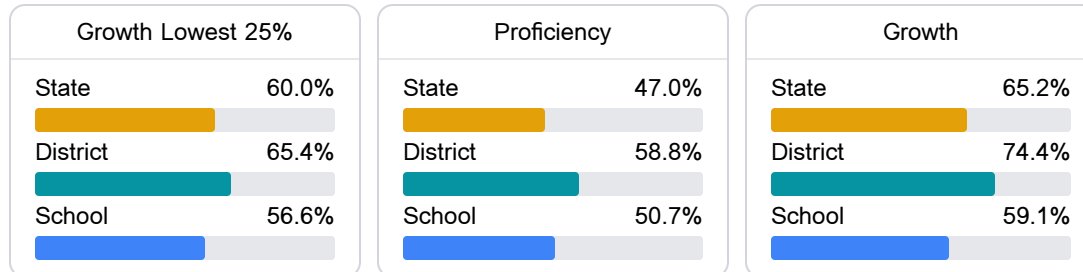 Growth Lowest 25%
State 60.0%
District 65.4%
School 56.6%
Proficiency
State 47.0%
District 58.8%
School 50.7%
Growth
State 65.2%
District 74.4%
School 59.1%